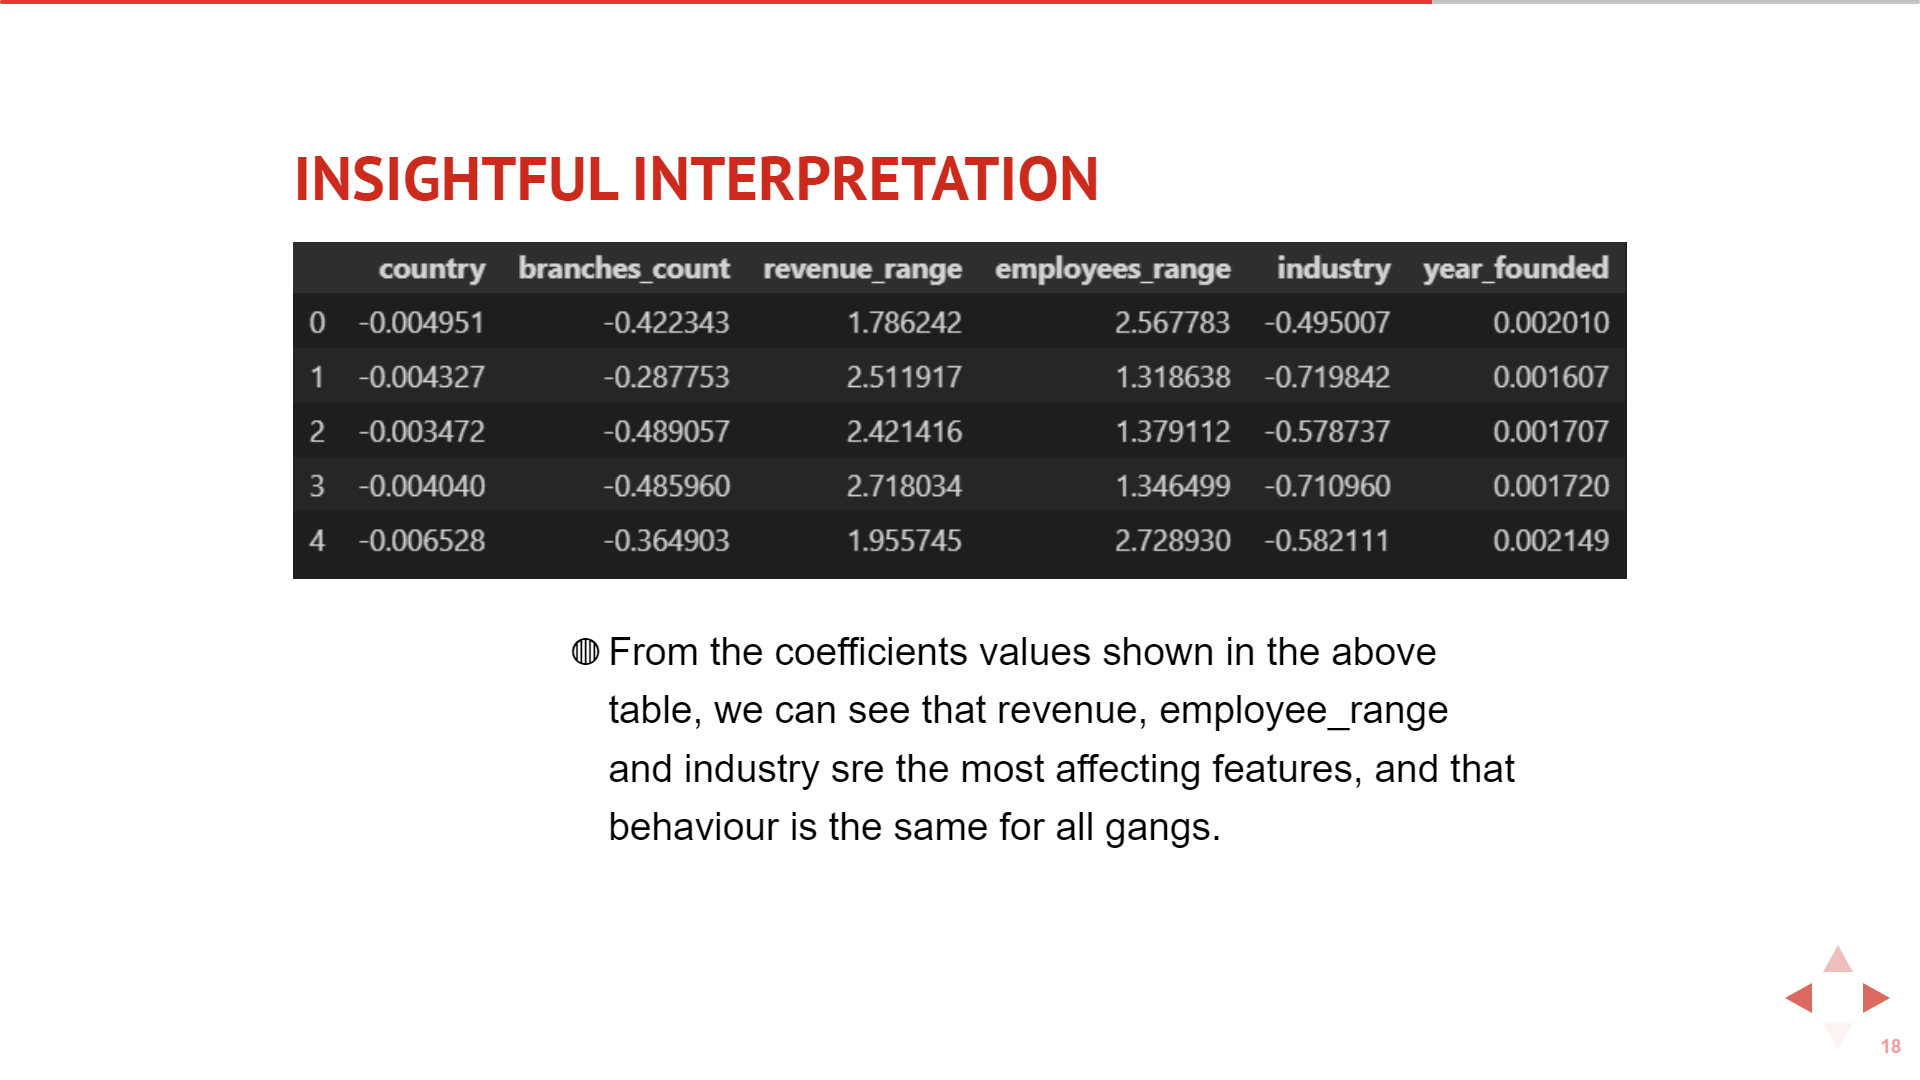 INSIGHTFUL INTERPRETATION
country branches_count revenue_range employees_range industry year_founded
0 -0.004951 -0.422343 1.786242 2.567783 -0.495007 0.002010
1 -0.004327 -0.287753 2.511917 1.318638 -0.719842 0.001607
2 -0.003472 -0.489057 2.421416 1.379112 -0.578737 0.001707
3 -0.004040 -0.485960 2.718034 1.346499 -0.710960 0.001720
4 -0.006528 -0.364903 1.955745 2.728930 -0.582111 0.002149
From the coefficients values shown in the above
table, we can see that revenue, employee_range
and industry sre the most affecting features, and that
behaviour is the same for all gangs.
18